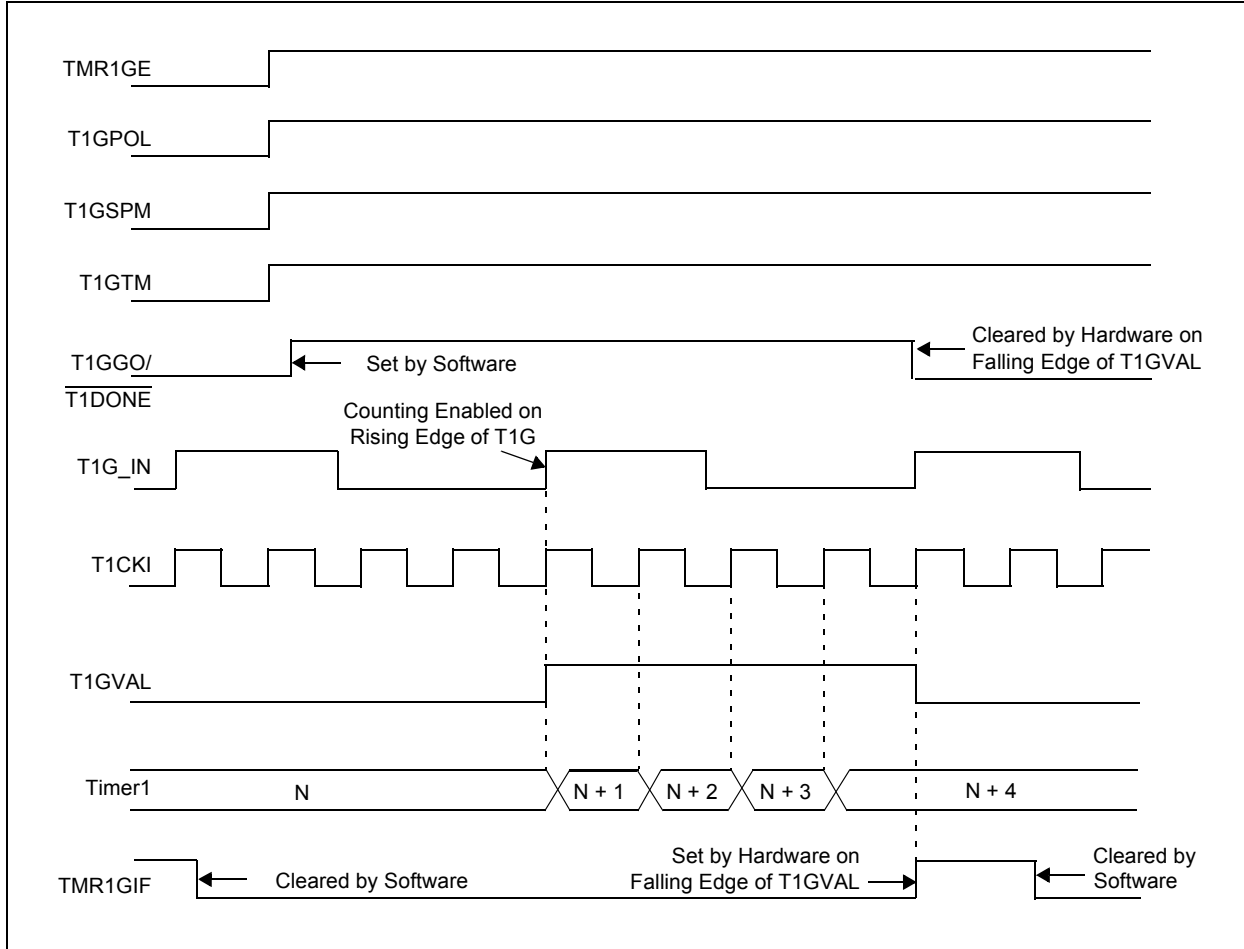 TMR1GE
T1GPOL
T1GSPM
T1GTM
T1GGO/
T1DONE
Set by Software
Cleared by Hardware on
Falling Edge of T1GVAL
Counting Enabled on
Rising Edge of T1G
T1G_IN
T1CKI
T1GVAL
Timer1
N
N + 1
N + 2
N + 3
N + 4
TMR1GIF
Cleared by Software
Set by Hardware on
Falling Edge of T1GVAL
Cleared by
Software